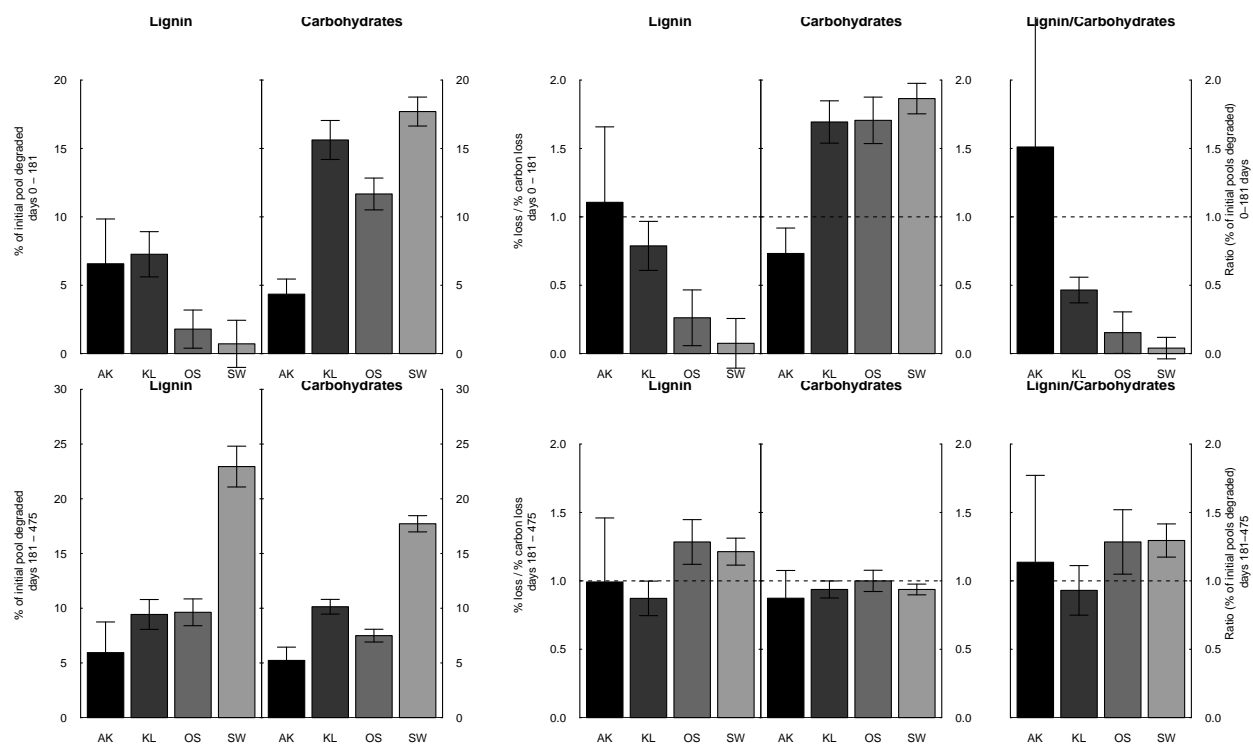 Lignin
Carbohydrates
Lignin
Carbohydrates
Lignin/Carbohydrates
% of initial pool degraded
days 0 – 181
20
15
10
5
0
20
15
10
5
0
AK KL OS SW
AK KL OS SW
% loss / % carbon loss
days 0 – 181
2.0
1.5
1.0
0.5
0.0
2.0
1.5
1.0
0.5
0.0
AK KL OS SW
AK KL OS SW
2.0
1.5
1.0
0.5
0.0
Ratio (% of initial pools degraded)
0–181 days
AK KL OS SW
Lignin
Carbohydrates
Lignin
Carbohydrates
Lignin/Carbohydrates
% of initial pool degraded
days 181 – 475
30
25
20
15
10
5
0
30
25
20
15
10
5
0
AK KL OS SW
AK KL OS SW
% loss / % carbon loss
days 181 – 475
2.0
1.5
1.0
0.5
0.0
2.0
1.5
1.0
0.5
0.0
AK KL OS SW
AK KL OS SW
2.0
1.5
1.0
0.5
0.0
Ratio (% of initial pools degraded)
days 181–475
AK KL OS SW